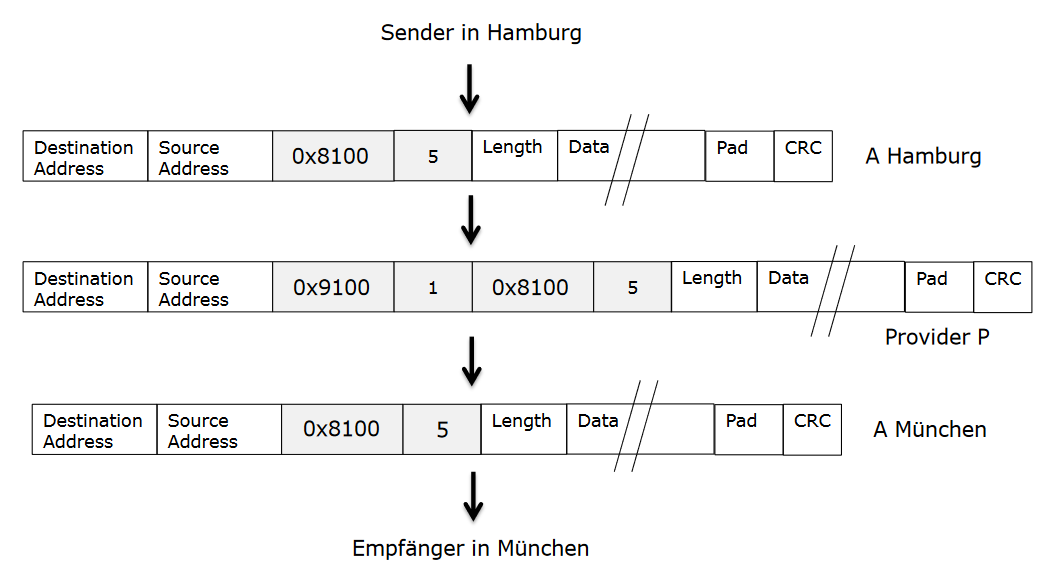 Sender in Hamburg
Destination Address
Source Address
0x8100
5
Length
Data
Pad
CRC
A Hamburg
Destination Address
Source Address
0x9100
1
0x8100
5
Length
Data
Pad
CRC
Provider P
Destination Address
Source Address
0x8100
5
Length
Data
Pad
CRC
A München
Empfänger in München